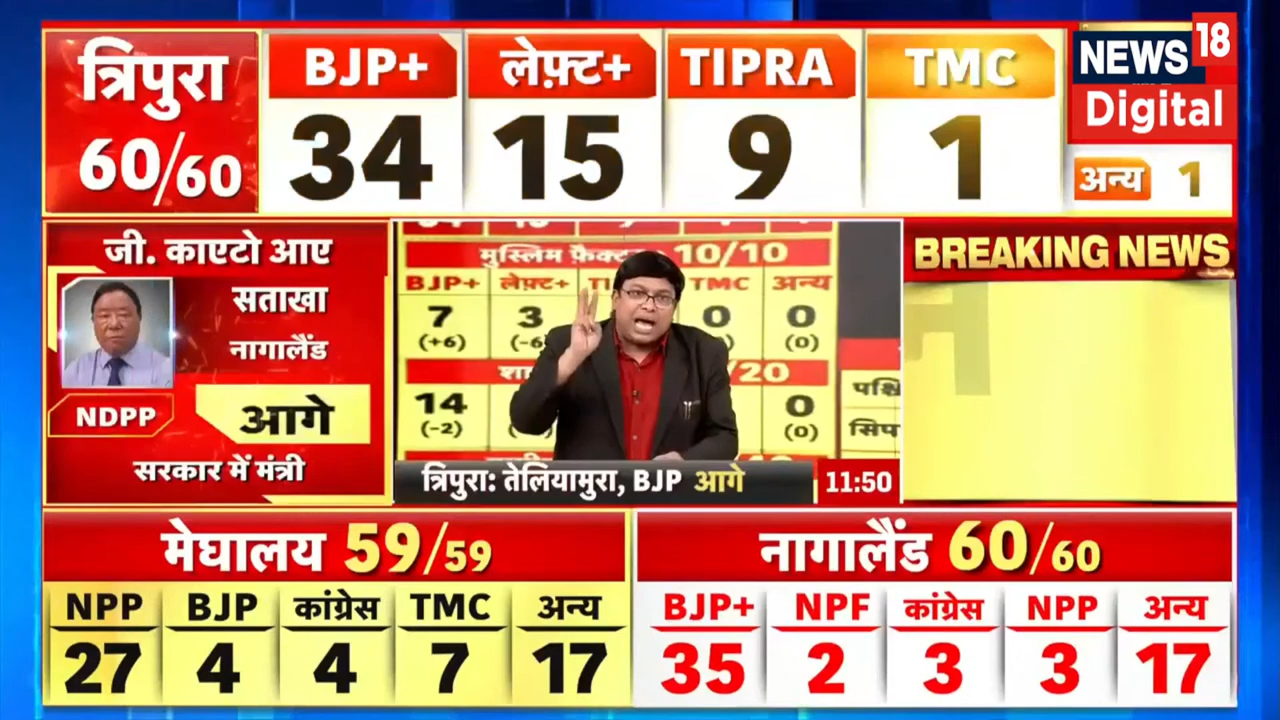 त्रिपुरा
60/60
BJP+
34
लेफ़्ट+
15
TIPRA
9
TMC
1
NEWS 18
Digital
अन्य 1
जी. काएटो आए
सताखा
नागालैंड
NDPP
आगे
सरकार में मंत्री
मुस्लिम 10/10
BJP+ लेफ़्ट+ TMC अन्य
7 3 0 0
(+6) (0) (0)
/20
14 0
(-2) (0)
त्रिपुरा: तेलियामुरा, BJP आगे
11:50
BREAKING NEWS
मेघालय 59/59
NPP BJP कांग्रेस TMC अन्य
27 4 4 7 17
नागालैंड 60/60
BJP+ NPF कांग्रेस NPP अन्य
35 2 3 3 17